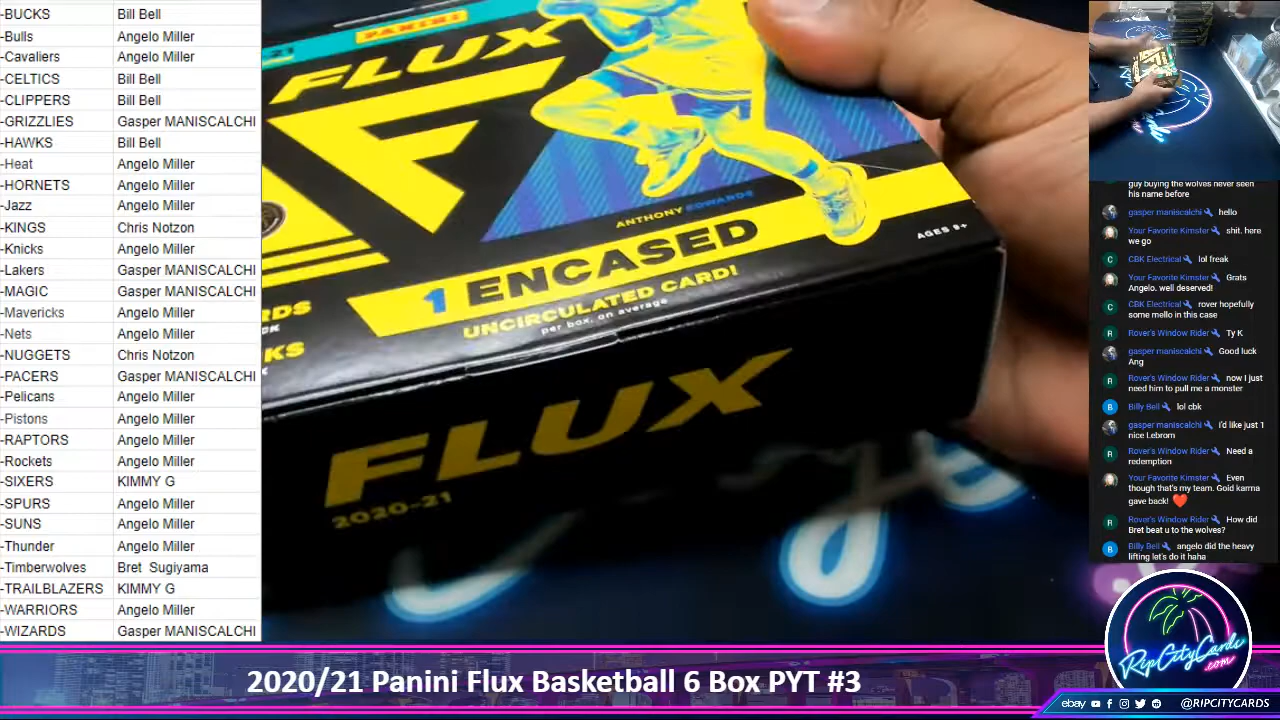 -BUCKS Bill Bell
-Bulls Angelo Miller
-Cavaliers Angelo Miller
-CELTICS Bill Bell
-CLIPPERS Bill Bell
-GRIZZLIES Gasper MANISCALCHI
-HAWKS Bill Bell
-Heat Angelo Miller
-HORNETS Angelo Miller
-Jazz Angelo Miller
-KINGS Chris Notzon
-Knicks Angelo Miller
-Lakers Gasper MANISCALCHI
-MAGIC Gasper MANISCALCHI
-Mavericks Angelo Miller
-Nets Angelo Miller
-NUGGETS Chris Notzon
-PACERS Gasper MANISCALCHI
-Pelicans Angelo Miller
-Pistons Angelo Miller
-RAPTORS Angelo Miller
-Rockets Angelo Miller
-SIXERS KIMMY G
-SPURS Angelo Miller
-SUNS Angelo Miller
-Thunder Angelo Miller
-Timberwolves Bret Sugiyama
-TRAILBLAZERS KIMMY G
-WARRIORS Angelo Miller
-WIZARDS Gasper MANISCALCHI
PANINI
FLUX
ANTHONY EDWARDS
AGES 9+
1 ENCASED
UNCIRCULATED CARD!
per box, on average
FLUX
2020-21
guy buying the wolves never seen
his name before
gasper maniscalchi hello
Your Favorite Kimster shit. here
we go
CBK Electrical lol freak
Your Favorite Kimster Grats
Angelo. well deserved!
CBK Electrical rover hopefully
some mello in this case
Rover's Window Rider Ty K
gasper maniscalchi Good luck
Ang
Rover's Window Rider now I just
need him to pull me a monster
Billy Bell lol cbk
gasper maniscalchi I'd like just 1
nice Lebrom
Rover's Window Rider Need a
redemption
Your Favorite Kimster Even
though that's my team. Gold karma
gave back! ❤️
Rover's Window Rider How did
Bret beat u to the wolves?
Billy Bell angelo did the heavy
lifting let's do it haha
RipCityCards
.com
2020/21 Panini Flux Basketball 6 Box PYT #3
ebay @RIPCITYCARDS